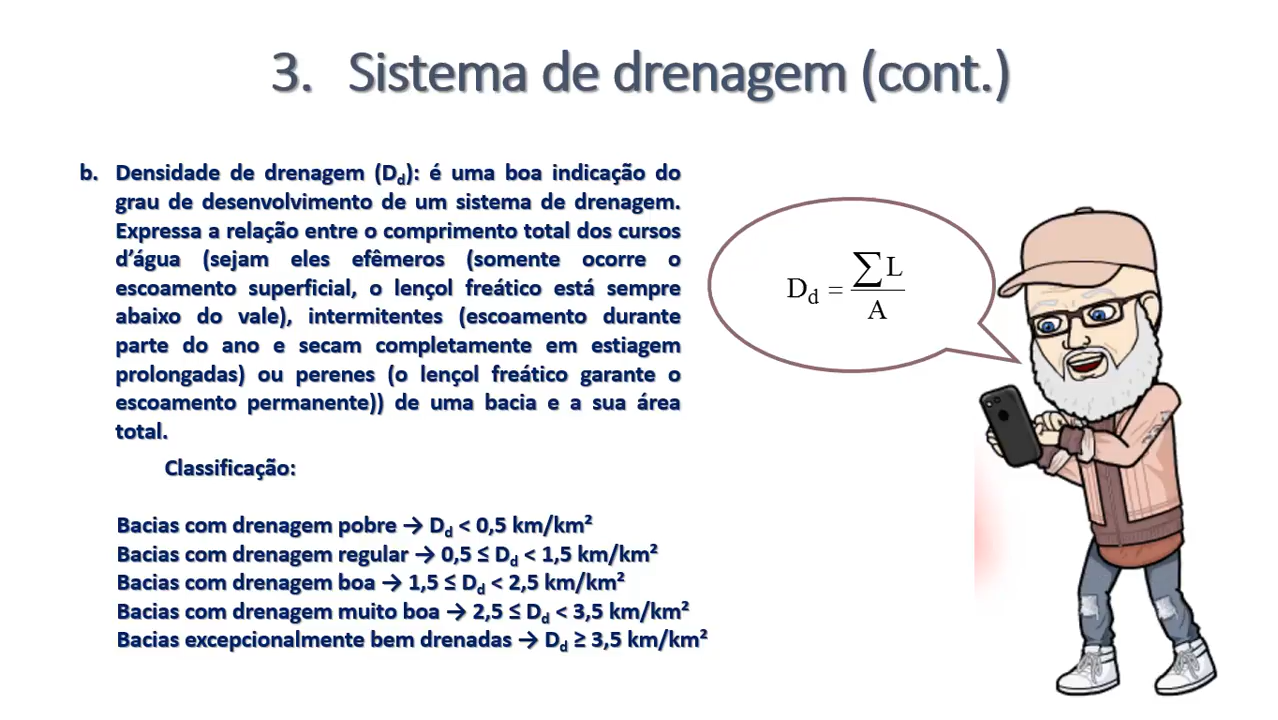 3. Sistema de drenagem (cont.)
b. Densidade de drenagem (Dd): é uma boa indicação do
grau de desenvolvimento de um sistema de drenagem.
Expressa a relação entre o comprimento total dos cursos
d’água (sejam eles efêmeros (somente ocorre o
escoamento superficial, o lençol freático está sempre
abaixo do vale), intermitentes (escoamento durante
parte do ano e secam completamente em estiagem
prolongadas) ou perenes (o lençol freático garante o
escoamento permanente)) de uma bacia e a sua área
total.
Classificação:
Bacias com drenagem pobre → Dd < 0,5 km/km²
Bacias com drenagem regular → 0,5 ≤ Dd < 1,5 km/km²
Bacias com drenagem boa → 1,5 ≤ Dd < 2,5 km/km²
Bacias com drenagem muito boa → 2,5 ≤ Dd < 3,5 km/km²
Bacias excepcionalmente bem drenadas → Dd ≥ 3,5 km/km²
Dd = ∑L / A